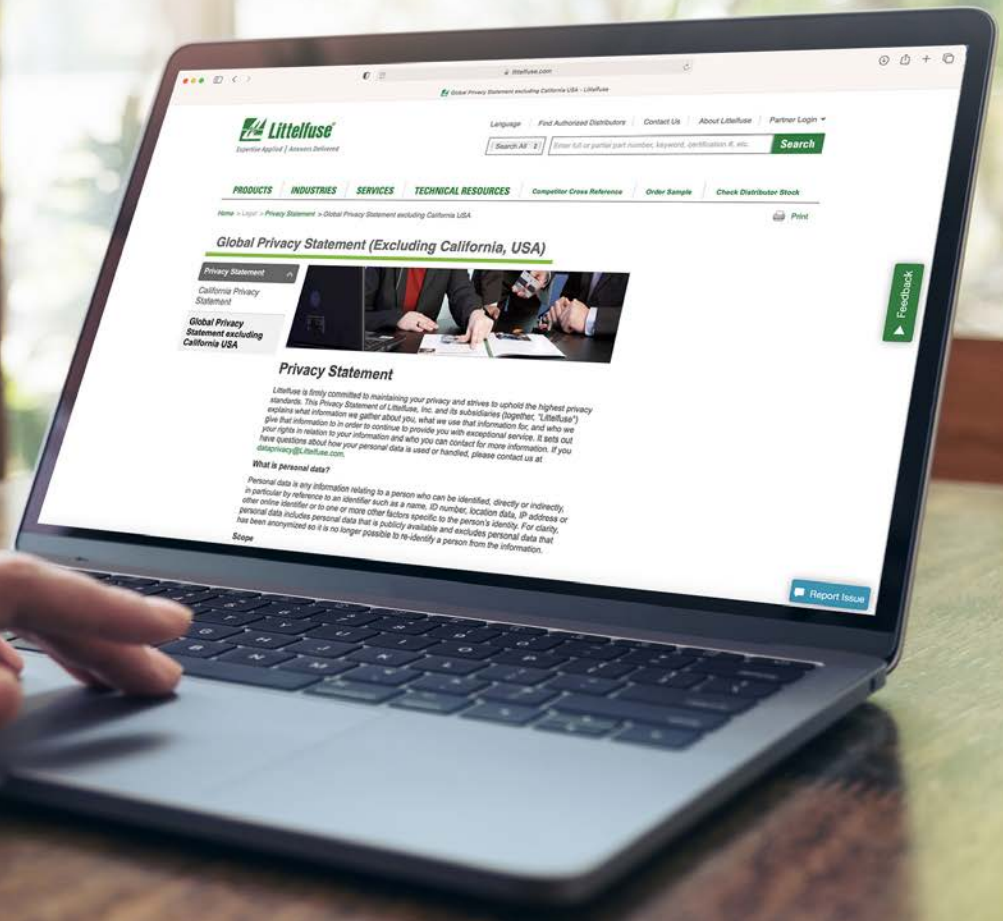 littelfuse.com
Global Privacy Statement excluding California USA - Littelfuse
Littelfuse
Expertise Applied | Answers Delivered
Language Find Authorized Distributors Contact Us About Littelfuse Partner Login
Search All Enter full or partial part number, keyword, certification #, etc. Search
PRODUCTS INDUSTRIES SERVICES TECHNICAL RESOURCES Competitor Cross Reference Order Sample Check Distributor Stock
Home > Legal > Privacy Statement > Global Privacy Statement excluding California USA
Print
Global Privacy Statement (Excluding California, USA)
Privacy Statement
California Privacy
Statement
Global Privacy
Statement excluding
California USA
Feedback
Privacy Statement
Littelfuse is firmly committed to maintaining your privacy and strives to uphold the highest privacy
standards. This Privacy Statement of Littelfuse, Inc. and its subsidiaries (together, "Littelfuse")
explains what information we gather about you, what we use that information for, and who we
give that information to in order to continue to provide you with exceptional service. It sets out
your rights in relation to your information and who you can contact for more information. If you
have questions about how your personal data is used or handled, please contact us at
dataprivacy@Littelfuse.com.
What is personal data?
Personal data is any information relating to a person who can be identified, directly or indirectly,
in particular by reference to an identifier such as a name, ID number, location data, IP address or
other online identifier or to one or more other factors specific to the person's identity. For clarity,
personal data includes personal data that is publicly available and excludes personal data that
has been anonymized so it is no longer possible to re-identify a person from the information.
Scope
Report Issue